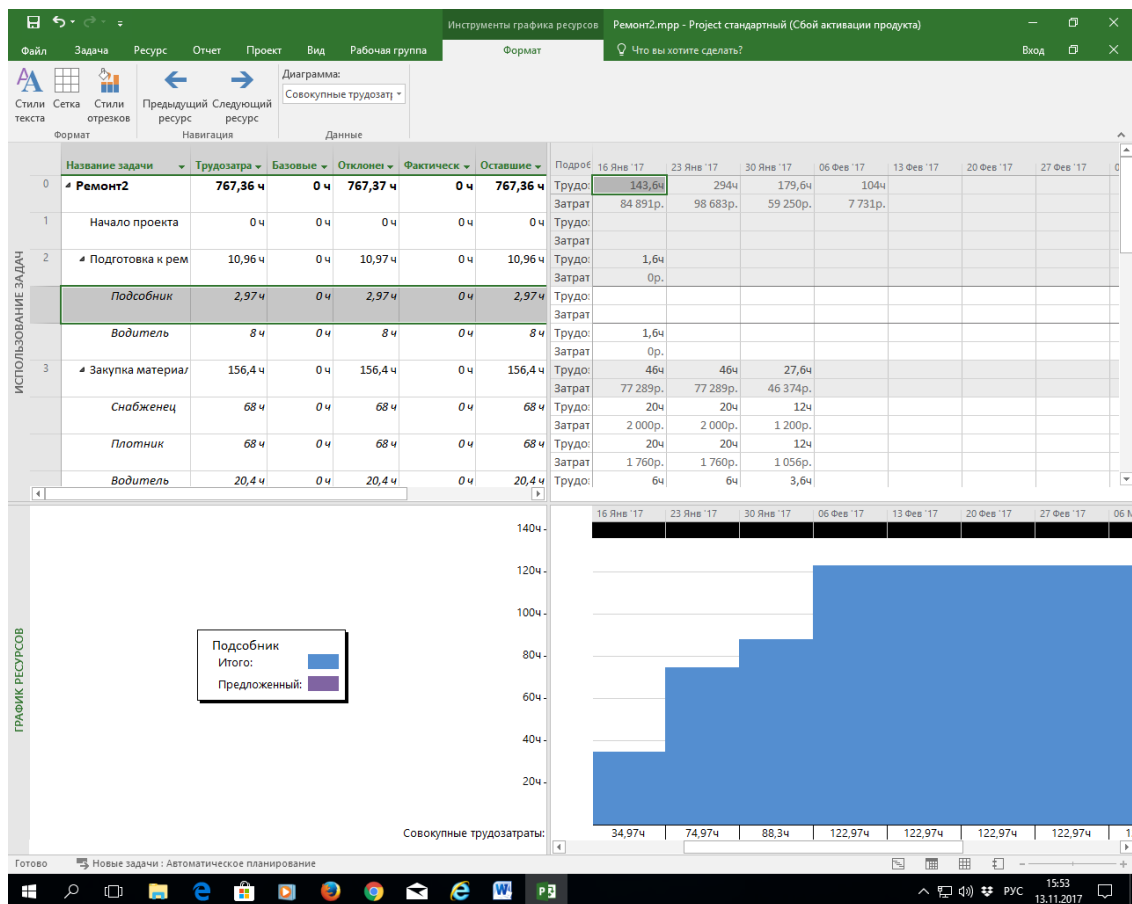 Инструменты графика ресурсов Ремонт2.mpp - Project стандартный (Сбой активации продукта)
Файл Задача Ресурс Отчет Проект Вид Рабочая группа Формат Что вы хотите сделать? Вход
Диаграмма:
Совокупные трудозат
Стили текста Сетка Стили отрезков Предыдущий ресурс Следующий ресурс
Формат Навигация Данные
Название задачи Трудозатра Базовые Отклонен Фактическ Оставшие Подроб 16 Янв '17 23 Янв '17 30 Янв '17 06 Фев '17 13 Фев '17 20 Фев '17 27 Фев '17 0
0 Ремонт2 767,36 ч 0 ч 767,37 ч 0 ч 767,36 ч Трудо: 143,6ч 294ч 179,6ч 104ч
Затрат 84 891р. 98 683р. 59 250р. 7 731р.
1 Начало проекта 0 ч 0 ч 0 ч 0 ч 0 ч Трудо:
Затрат
2 Подготовка к рем 10,96 ч 0 ч 10,97 ч 0 ч 10,96 ч Трудо: 1,6ч
Затрат 0р.
Подсобник 2,97 ч 0 ч 2,97 ч 0 ч 2,97 ч Трудо:
Затрат
Водитель 8 ч 0 ч 8 ч 0 ч 8 ч Трудо: 1,6ч
Затрат 0р.
3 Закупка материал 156,4 ч 0 ч 156,4 ч 0 ч 156,4 ч Трудо: 46ч 46ч 27,6ч
Затрат 77 289р. 77 289р. 46 374р.
Снабженец 68 ч 0 ч 68 ч 0 ч 68 ч Трудо: 20ч 20ч 12ч
Затрат 2 000р. 2 000р. 1 200р.
Плотник 68 ч 0 ч 68 ч 0 ч 68 ч Трудо: 20ч 20ч 12ч
Затрат 1 760р. 1 760р. 1 056р.
Водитель 20,4 ч 0 ч 20,4 ч 0 ч 20,4 ч Трудо: 6ч 6ч 3,6ч
ИСПОЛЬЗОВАНИЕ ЗАДАЧ
16 Янв '17 23 Янв '17 30 Янв '17 06 Фев '17 13 Фев '17 20 Фев '17 27 Фев '17 06 М
140ч
120ч
100ч
80ч
60ч
40ч
20ч
Подсобник
Итого:
Предложенный:
ГРАФИК РЕСУРСОВ
Совокупные трудозатраты: 34,97ч 74,97ч 88,3ч 122,97ч 122,97ч 122,97ч 122,97ч 1
Готово Новые задачи : Автоматическое планирование
РУС 15:53
13.11.2017